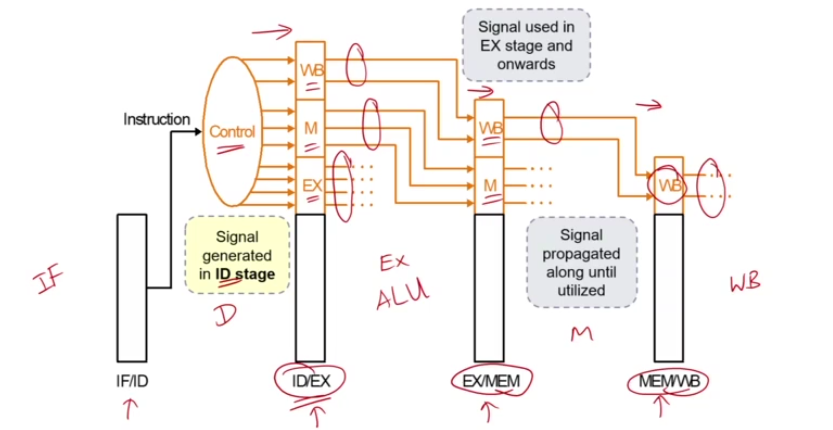 Signal used in
EX stage and
onwards
WB
Instruction
Control
M
WB
EX
M
WB
Signal
generated
in ID stage
Signal
propagated
along until
utilized
IF
D
Ex
ALU
M
WB
IF/ID
ID/EX
EX/MEM
MEM/WB